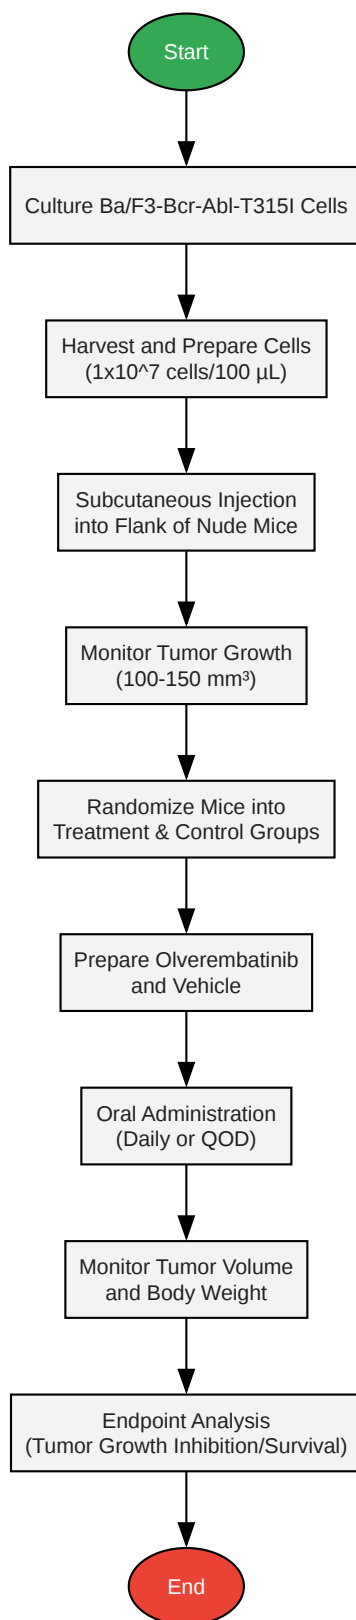 Start
Culture Ba/F3-Bcr-Abl-T315I Cells
Harvest and Prepare Cells
(1x10^7 cells/100 µL)
Subcutaneous Injection
into Flank of Nude Mice
Monitor Tumor Growth
(100-150 mm³)
Randomize Mice into
Treatment & Control Groups
Prepare Olverembatinib
and Vehicle
Oral Administration
(Daily or QOD)
Monitor Tumor Volume
and Body Weight
Endpoint Analysis
(Tumor Growth Inhibition/Survival)
End